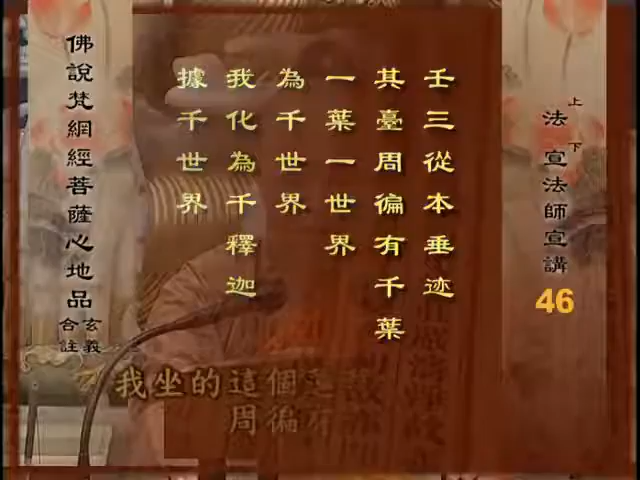 上法下宣法師宣講
46
壬三從本垂迹
其臺周徧有千葉
一葉一世界
為千世界
我化為千釋迦
據千世界
佛說梵網經菩薩心地品
玄義
合註
我坐的這個
周徧